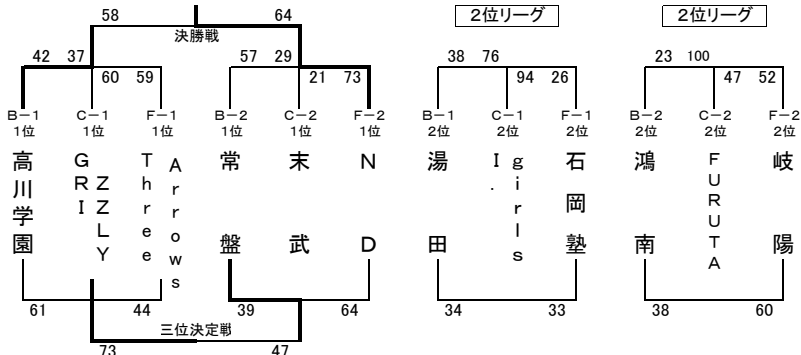 58 64 2位リーグ 2位リーグ
決勝戦
42 37 57 29 38 76 23 100
60 59 21 73 94 26 47 52
B－1 C－1 F－1 B－2 C－2 F－2 B－1 C－1 F－1 B－2 C－2 F－2
1位 1位 1位 1位 1位 1位 2位 2位 2位 2位 2位 2位
高川学園
GRI
ZZLY
Three
Arrows
常盤
末武
ND
湯田
I.
girls
石岡塾
鴻南
FURUTA
岐陽
61 44 39 64 34 33 38 60
三位決定戦
73 47